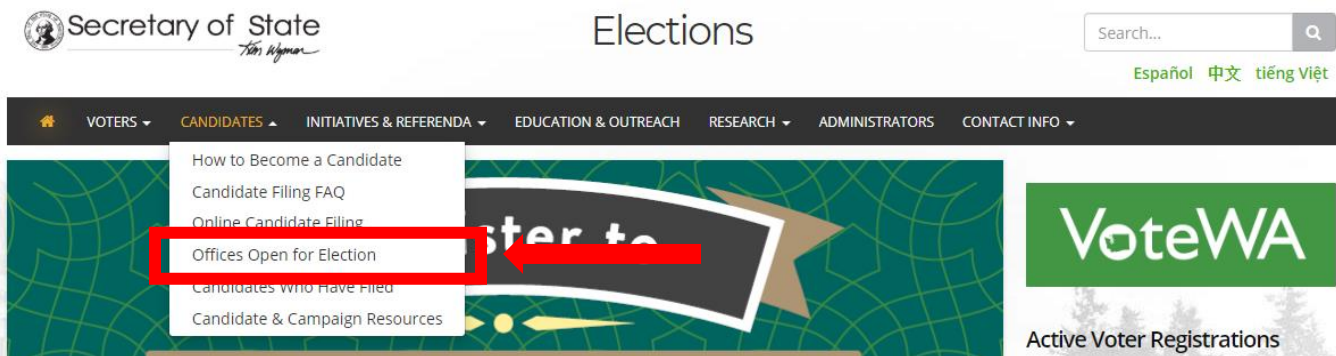 Secretary of State
Kim Wyman
Elections
Search...
Español 中文 tiếng Việt
VOTERS CANDIDATES INITIATIVES & REFERENDA EDUCATION & OUTREACH RESEARCH ADMINISTRATORS CONTACT INFO
How to Become a Candidate
Candidate Filing FAQ
Online Candidate Filing
Offices Open for Election
Candidates Who Have Filed
Candidate & Campaign Resources
ster to
VoteWA
Active Voter Registrations